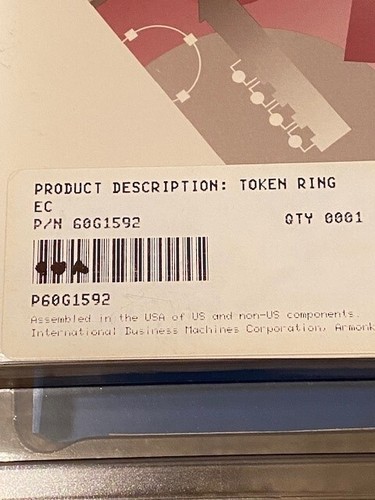 PRODUCT DESCRIPTION: TOKEN RING
EC
P/N 60G1592 QTY 0001
P60G1592
Assembled in the USA of US and non-US components.
International Business Machines Corporation, Armonk